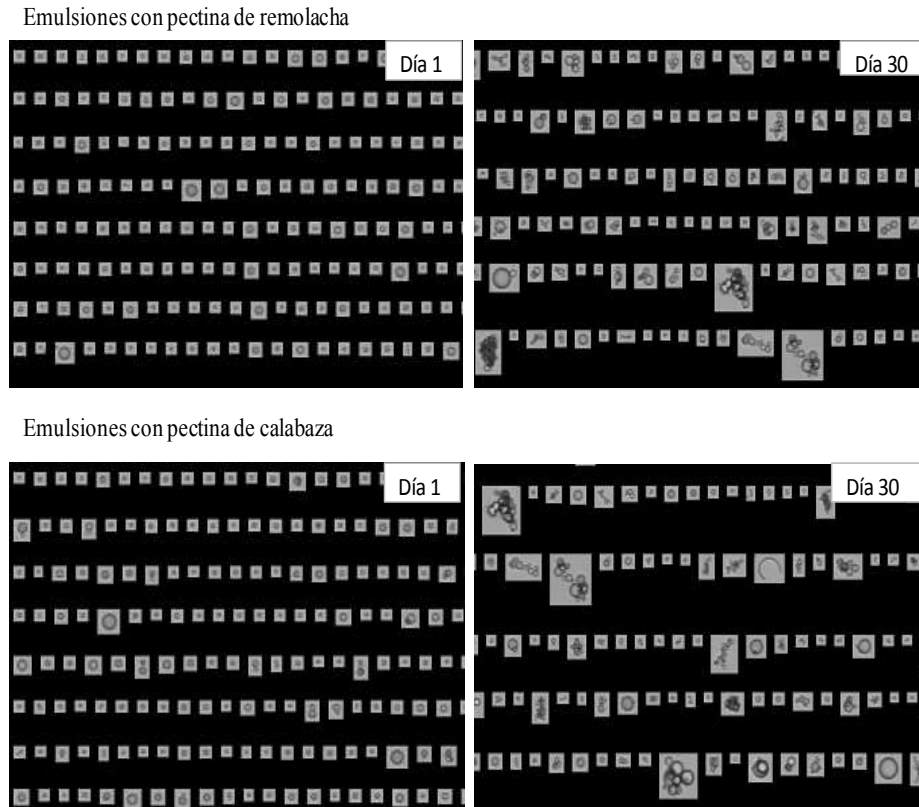 Emulsiones con pectina de remolacha
Día 1
Día 30
Emulsiones con pectina de calabaza
Día 1
Día 30